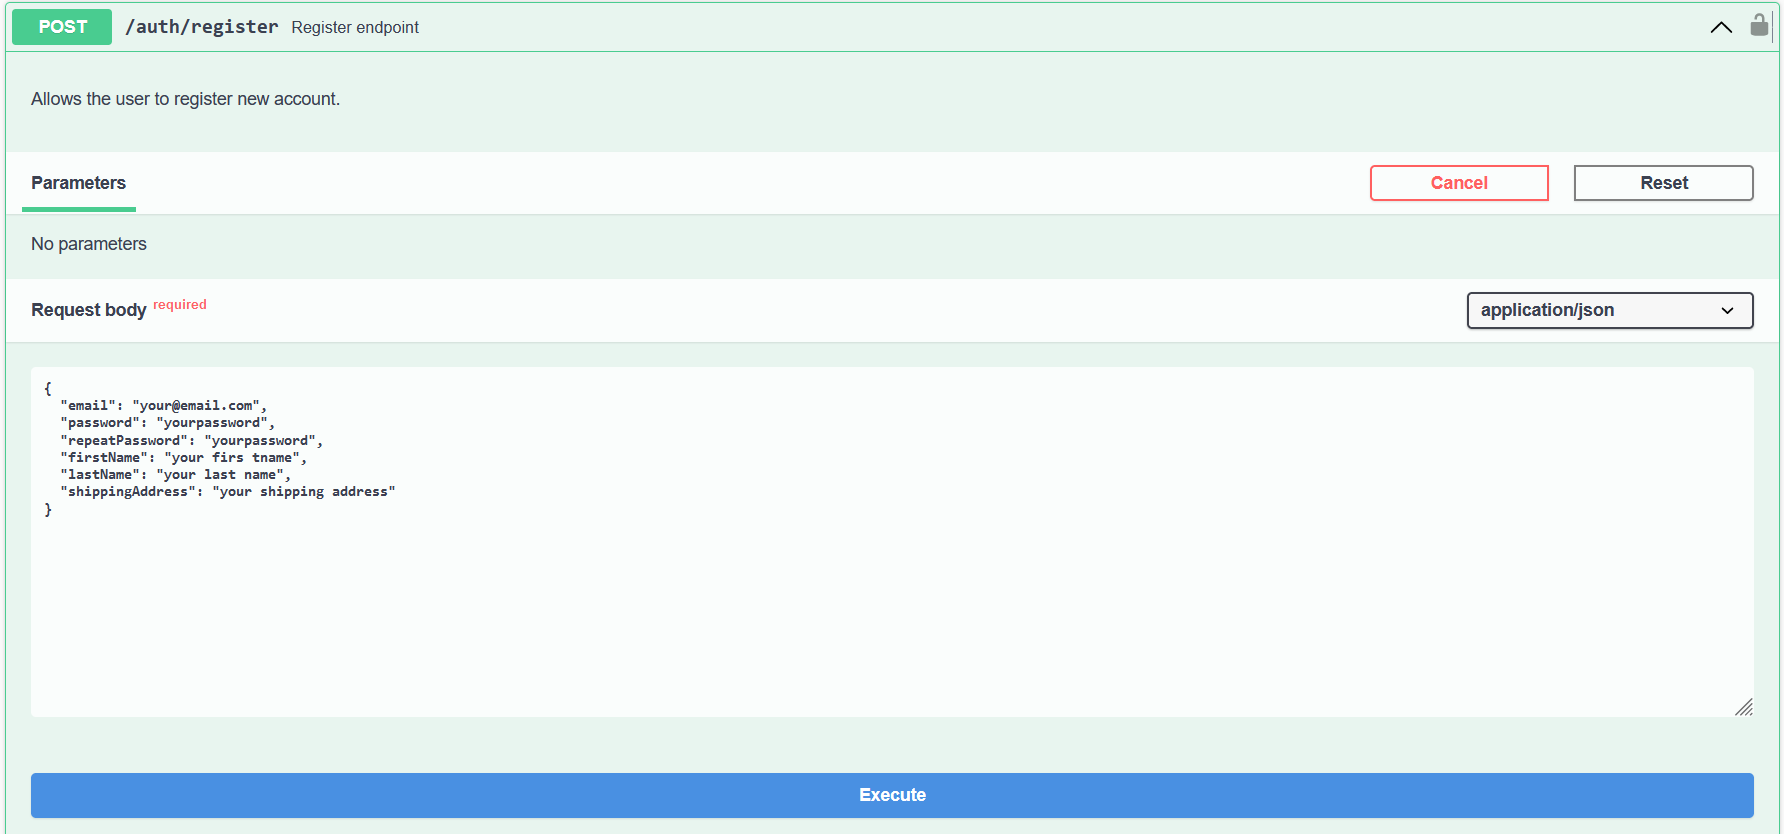 POST /auth/register Register endpoint
Allows the user to register new account.
Parameters
Cancel
Reset
No parameters
Request body required
application/json
{
  "email": "your@email.com",
  "password": "yourpassword",
  "repeatPassword": "yourpassword",
  "firstName": "your firs tname",
  "lastName": "your last name",
  "shippingAddress": "your shipping address"
}
Execute